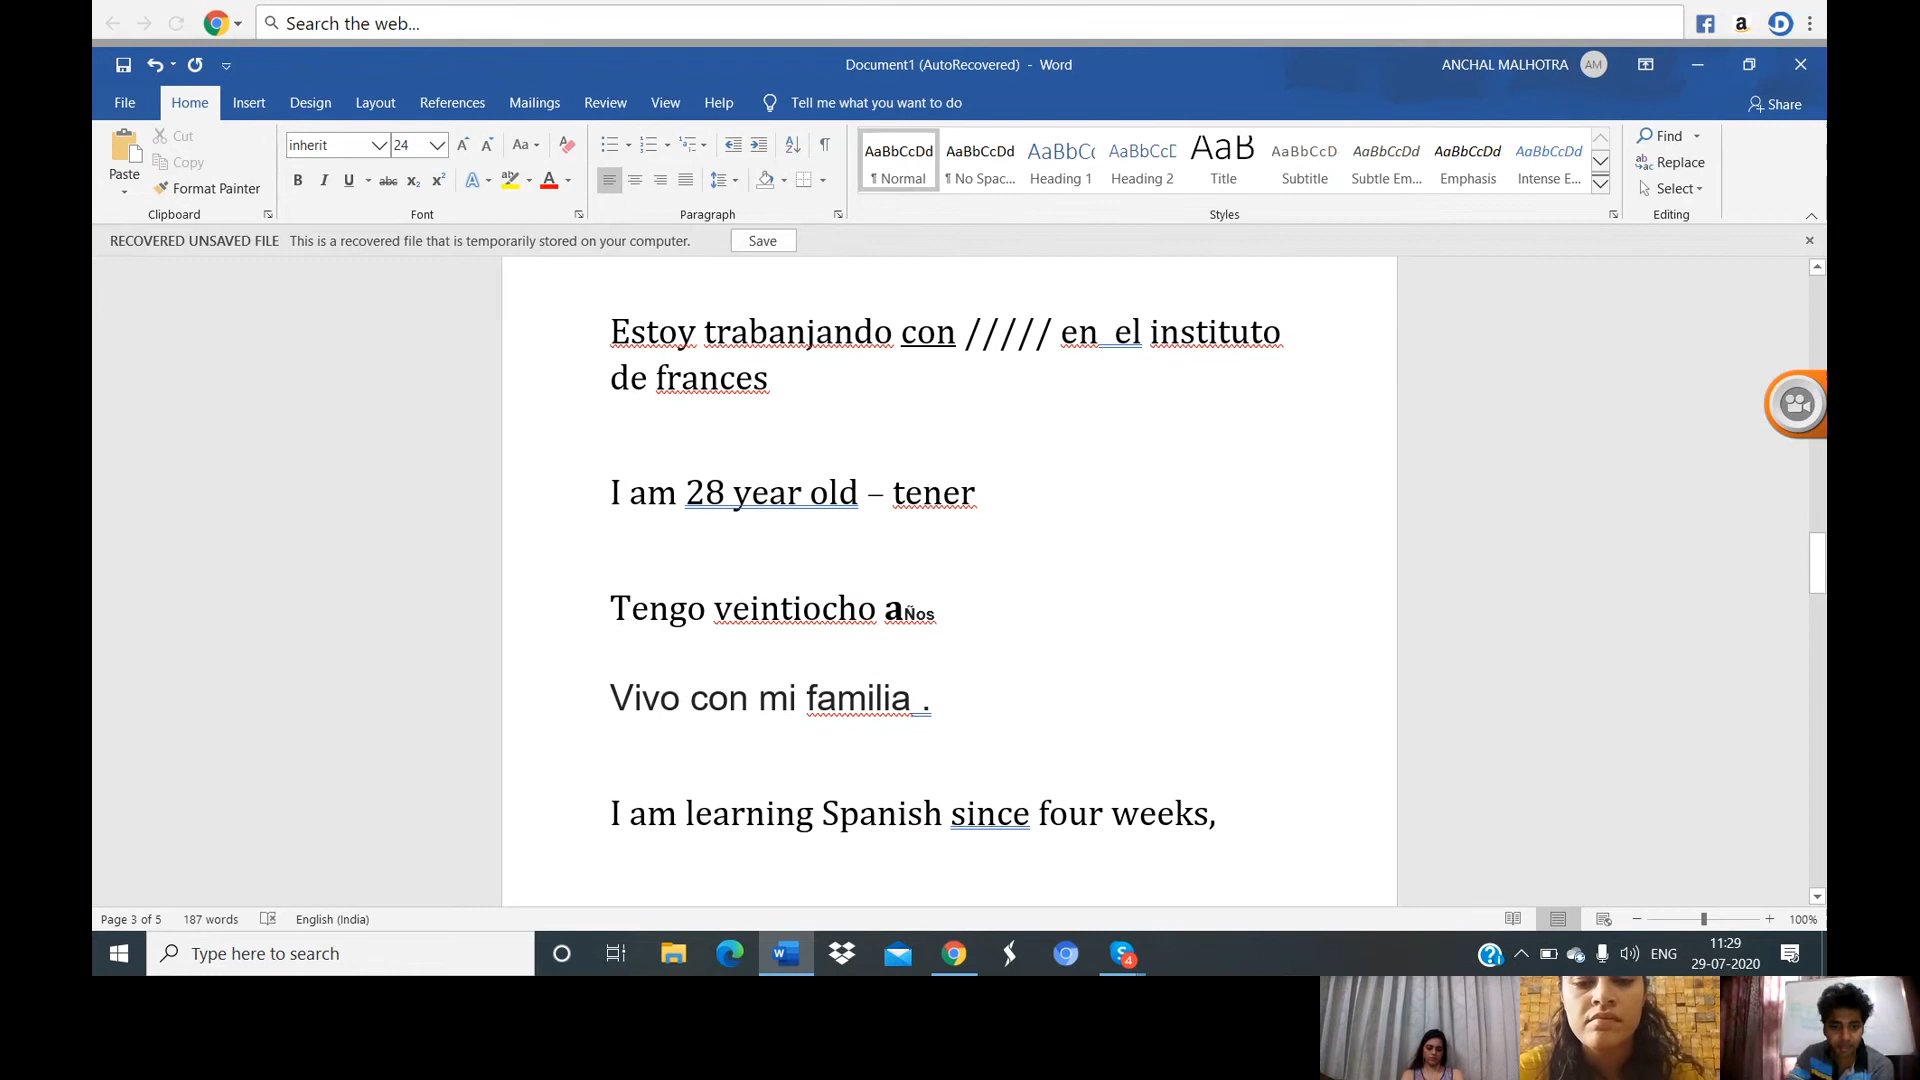 Search the web...
Document1 (AutoRecovered) - Word
ANCHAL MALHOTRA AM
File Home Insert Design Layout References Mailings Review View Help Tell me what you want to do
Share
Paste
Cut
Copy
Format Painter
Clipboard
inherit 24
Font
Paragraph
AaBbCcDd AaBbCcDd AaBbCc AaBbCcD AaB AaBbCcD AaBbCcDd AaBbCcDd AaBbCcDd
¶ Normal ¶ No Spac... Heading 1 Heading 2 Title Subtitle Subtle Em... Emphasis Intense E...
Styles
Find
Replace
Select
Editing
RECOVERED UNSAVED FILE This is a recovered file that is temporarily stored on your computer. Save
Estoy trabanjando con ///// en el instituto
de frances
I am 28 year old – tener
Tengo veintiocho aÑos
Vivo con mi familia .
I am learning Spanish since four weeks,
Page 3 of 5 187 words English (India) 100%
Type here to search
4
ENG
11:29
29-07-2020